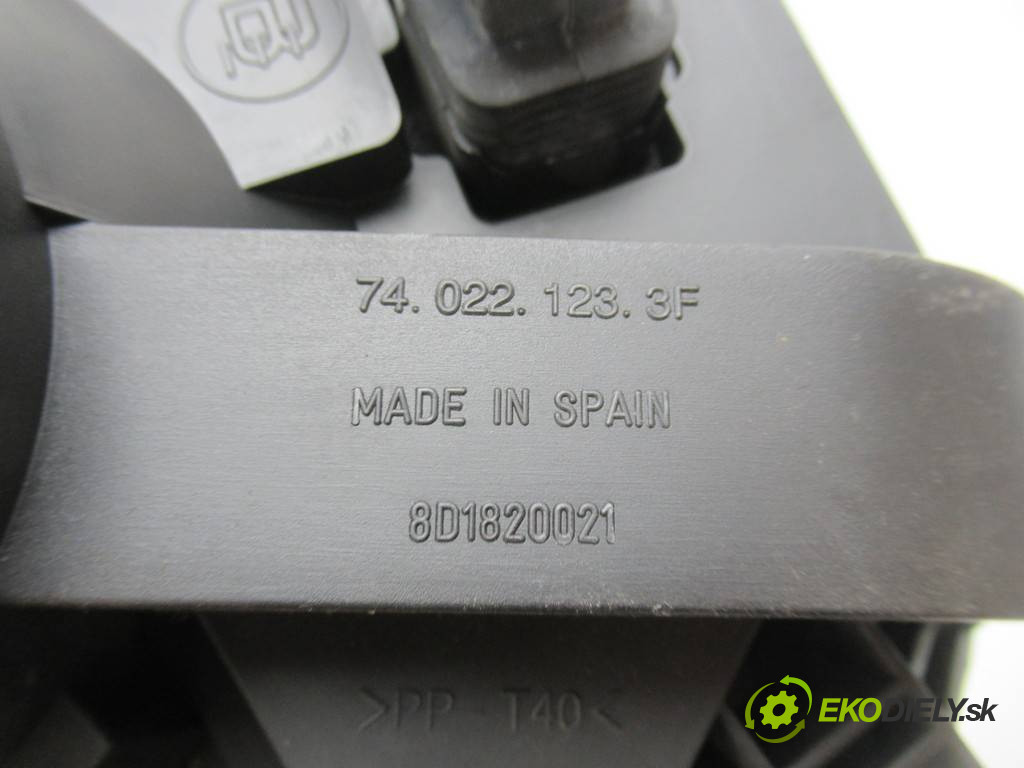 74.022.123.3F
MADE IN SPAIN
8D1820021
>PP-T40<
EKODIELY.sk